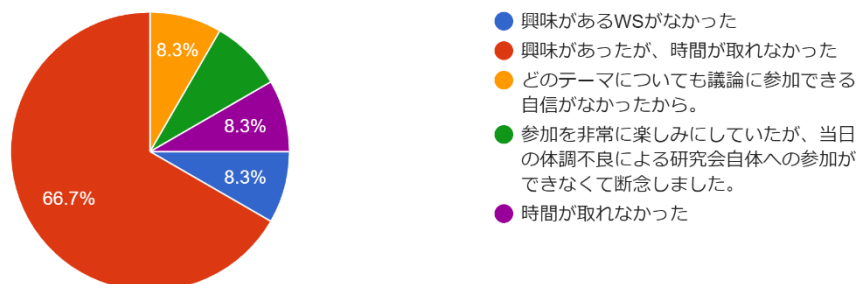 8.3%
8.3%
8.3%
66.7%
興味があるWSがなかった
興味があったが、時間が取れなかった
どのテーマについても議論に参加できる
自信がなかったから。
参加を非常に楽しみにしていたが、当日
の体調不良による研究会自体への参加が
できなくて断念しました。
時間が取れなかった